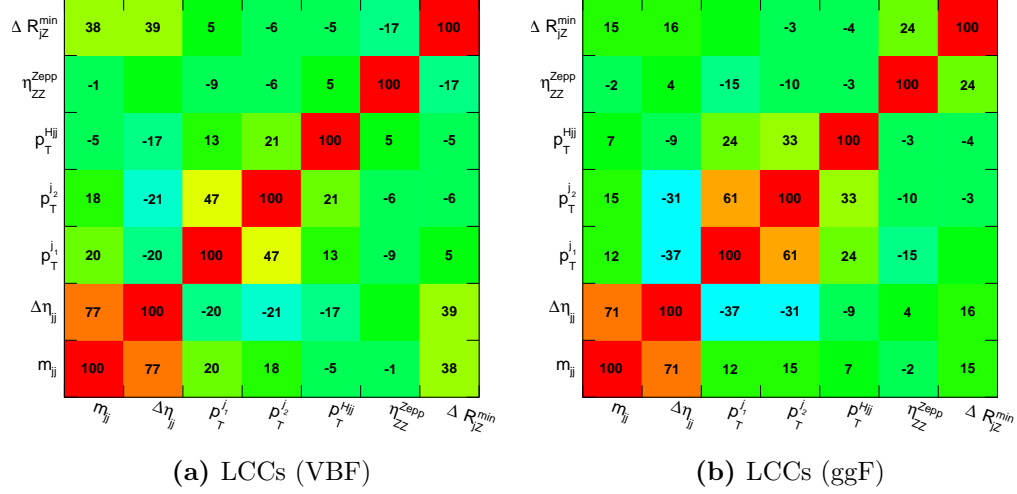 Δ R_jZ^min 38 39 5 -6 -5 -17 100
η_ZZ^Zepp -1 -9 -6 5 100 -17
p_T^Hjj -5 -17 13 21 100 5 -5
p_T^j₂ 18 -21 47 100 21 -6 -6
p_T^j₁ 20 -20 100 47 13 -9 5
Δη_jj 77 100 -20 -21 -17 39
m_jj 100 77 20 18 -5 -1 38
m_jj Δη_jj p_T^j₁ p_T^j₂ p_T^Hjj η_ZZ^Zepp Δ R_jZ^min
(a) LCCs (VBF)
Δ R_jZ^min 15 16 -3 -4 24 100
η_ZZ^Zepp -2 4 -15 -10 -3 100 24
p_T^Hjj 7 -9 24 33 100 -3 -4
p_T^j₂ 15 -31 61 100 33 -10 -3
p_T^j₁ 12 -37 100 61 24 -15
Δη_jj 71 100 -37 -31 -9 4 16
m_jj 100 71 12 15 7 -2 15
m_jj Δη_jj p_T^j₁ p_T^j₂ p_T^Hjj η_ZZ^Zepp Δ R_jZ^min
(b) LCCs (ggF)